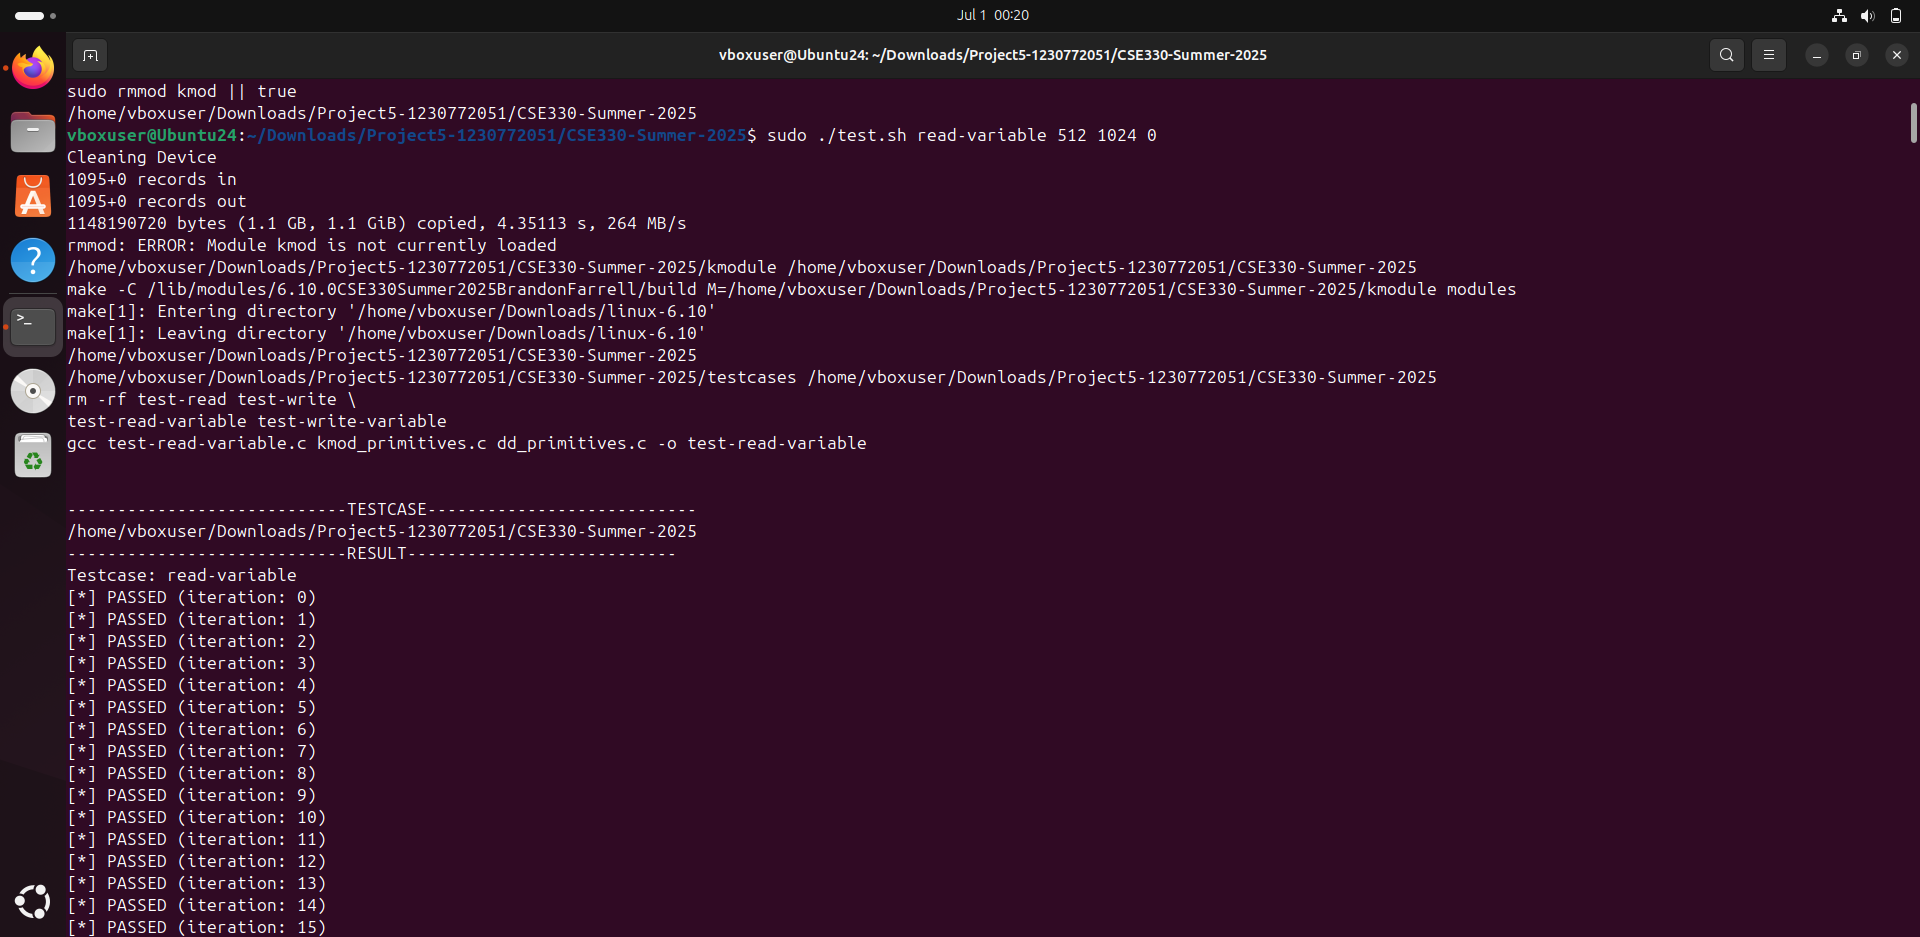 Jul 1 00:20
vboxuser@Ubuntu24: ~/Downloads/Project5-1230772051/CSE330-Summer-2025
sudo rmmod kmod || true
/home/vboxuser/Downloads/Project5-1230772051/CSE330-Summer-2025
vboxuser@Ubuntu24:~/Downloads/Project5-1230772051/CSE330-Summer-2025$ sudo ./test.sh read-variable 512 1024 0
Cleaning Device
1095+0 records in
1095+0 records out
1148190720 bytes (1.1 GB, 1.1 GiB) copied, 4.35113 s, 264 MB/s
rmmod: ERROR: Module kmod is not currently loaded
/home/vboxuser/Downloads/Project5-1230772051/CSE330-Summer-2025/kmodule /home/vboxuser/Downloads/Project5-1230772051/CSE330-Summer-2025
make -C /lib/modules/6.10.0CSE330Summer2025BrandonFarrell/build M=/home/vboxuser/Downloads/Project5-1230772051/CSE330-Summer-2025/kmodule modules
make[1]: Entering directory '/home/vboxuser/Downloads/linux-6.10'
make[1]: Leaving directory '/home/vboxuser/Downloads/linux-6.10'
/home/vboxuser/Downloads/Project5-1230772051/CSE330-Summer-2025
/home/vboxuser/Downloads/Project5-1230772051/CSE330-Summer-2025/testcases /home/vboxuser/Downloads/Project5-1230772051/CSE330-Summer-2025
rm -rf test-read test-write \
test-read-variable test-write-variable
gcc test-read-variable.c kmod_primitives.c dd_primitives.c -o test-read-variable
----------------------------TESTCASE---------------------------
/home/vboxuser/Downloads/Project5-1230772051/CSE330-Summer-2025
----------------------------RESULT---------------------------
Testcase: read-variable
[*] PASSED (iteration: 0)
[*] PASSED (iteration: 1)
[*] PASSED (iteration: 2)
[*] PASSED (iteration: 3)
[*] PASSED (iteration: 4)
[*] PASSED (iteration: 5)
[*] PASSED (iteration: 6)
[*] PASSED (iteration: 7)
[*] PASSED (iteration: 8)
[*] PASSED (iteration: 9)
[*] PASSED (iteration: 10)
[*] PASSED (iteration: 11)
[*] PASSED (iteration: 12)
[*] PASSED (iteration: 13)
[*] PASSED (iteration: 14)
[*] PASSED (iteration: 15)